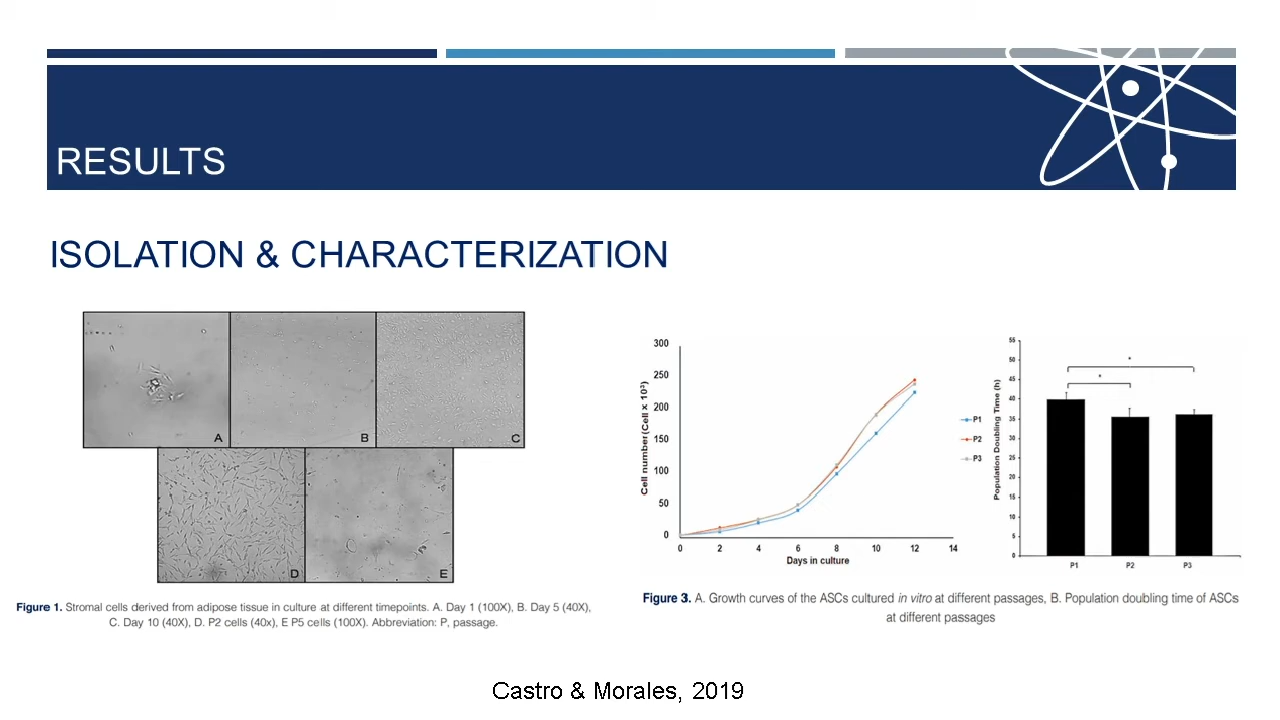 RESULTS
ISOLATION & CHARACTERIZATION
A
B
C
D
E
Figure 1. Stromal cells derived from adipose tissue in culture at different timepoints. A. Day 1 (100X), B. Day 5 (40X),
C. Day 10 (40X), D. P2 cells (40x), E P5 cells (100X). Abbreviation: P, passage.
Cell number(Cell x 10³)
300
250
200
150
100
50
0
0 2 4 6 8 10 12 14
Days in culture
P1
P2
P3
Population Doubling Time (h)
55
50
45
40
35
30
25
20
15
10
5
0
* 
*
P1 P2 P3
Figure 3. A. Growth curves of the ASCs cultured in vitro at different passages, B. Population doubling time of ASCs
at different passages
Castro & Morales, 2019